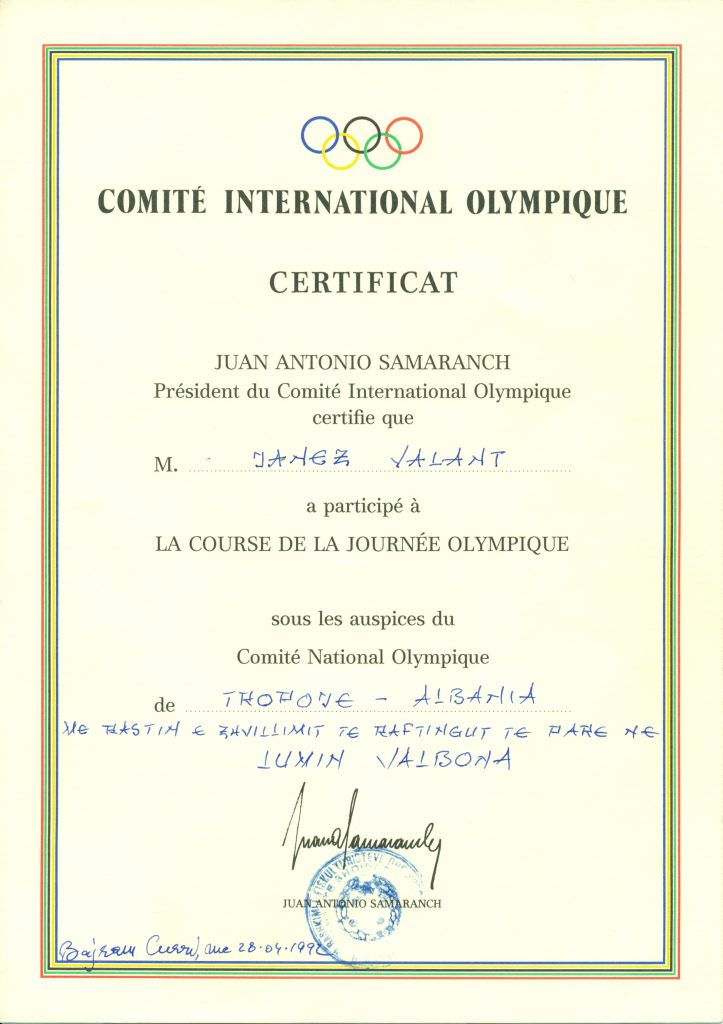 COMITÉ INTERNATIONAL OLYMPIQUE
CERTIFICAT
JUAN ANTONIO SAMARANCH
Président du Comité International Olympique
certifie que
M. JANEZ VALANT
a participé à
LA COURSE DE LA JOURNÉE OLYMPIQUE
sous les auspices du
Comité National Olympique
de TROPOJE - ALBANIA
ME RASTIN E ZHVILLIMIT TE RAFTINGUT TE PARE NE
LUMIN VALBONA
JUAN ANTONIO SAMARANCH
Bajram Curri, me 28.04.199